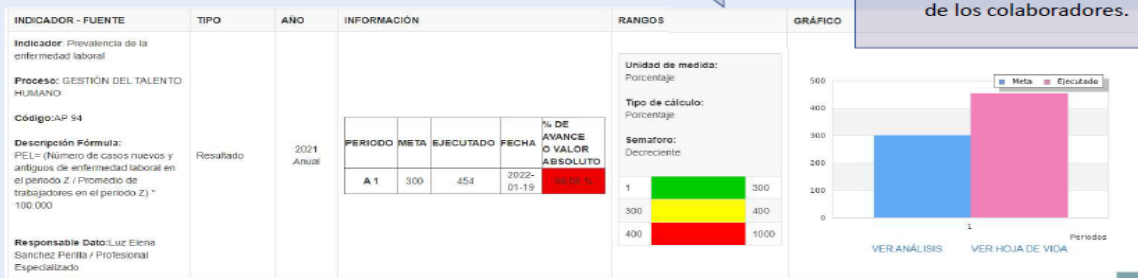 de los colaboradores.
INDICADOR - FUENTE TIPO AÑO INFORMACIÓN RANGOS GRÁFICO
Indicador: Prevalencia de la
enfermedad laboral
Proceso: GESTIÓN DEL TALENTO
HUMANO
Código:AP 94
Descripción Fórmula:
PEL= (Número de casos nuevos y
antiguos de enfermedad laboral en
el periodo Z / Promedio de
trabajadores en el periodo Z) *
100.000
Responsable Dato:Luz Elena
Sanchez Perilla / Profesional
Especializado
Resultado
2021
Anual
PERIODO META EJECUTADO FECHA % DE
AVANCE
O VALOR
ABSOLUTO
A 1 300 454 2022-
01-19
Unidad de medida:
Porcentaje
Tipo de cálculo:
Porcentaje
Semaforo:
Decreciente
1 300
300 400
400 1000
Meta Ejecutado
500
400
300
200
100
0
1
Periodos
VER ANÁLISIS VER HOJA DE VIDA